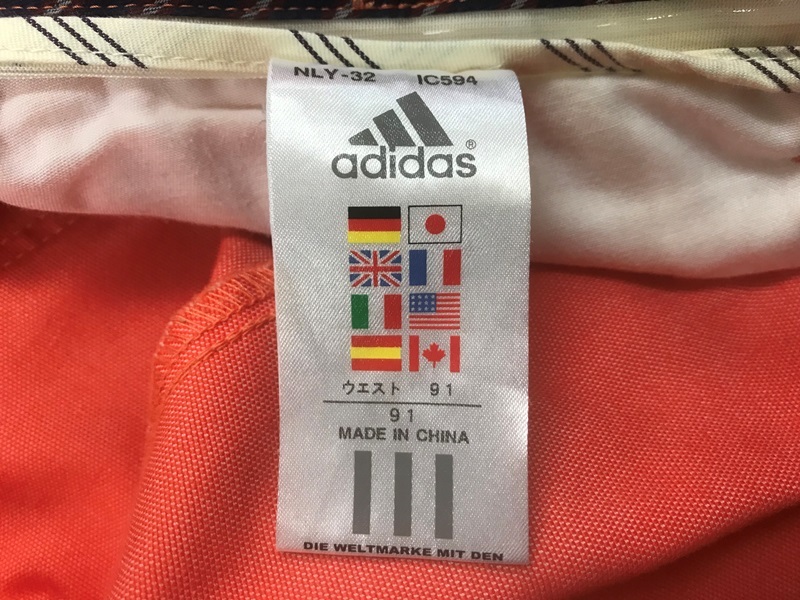 NLY-32 IC594
adidas®
ウエスト 91
91
MADE IN CHINA
DIE WELTMARKE MIT DEN